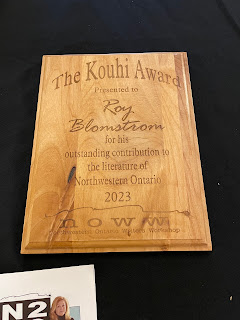 The Kouhi Award
Presented to
Roy
Blomstrom
for his
outstanding contribution to
the literature of
Northwestern Ontario
2023
noww
Northwestern Ontario Writers Workshop
N2